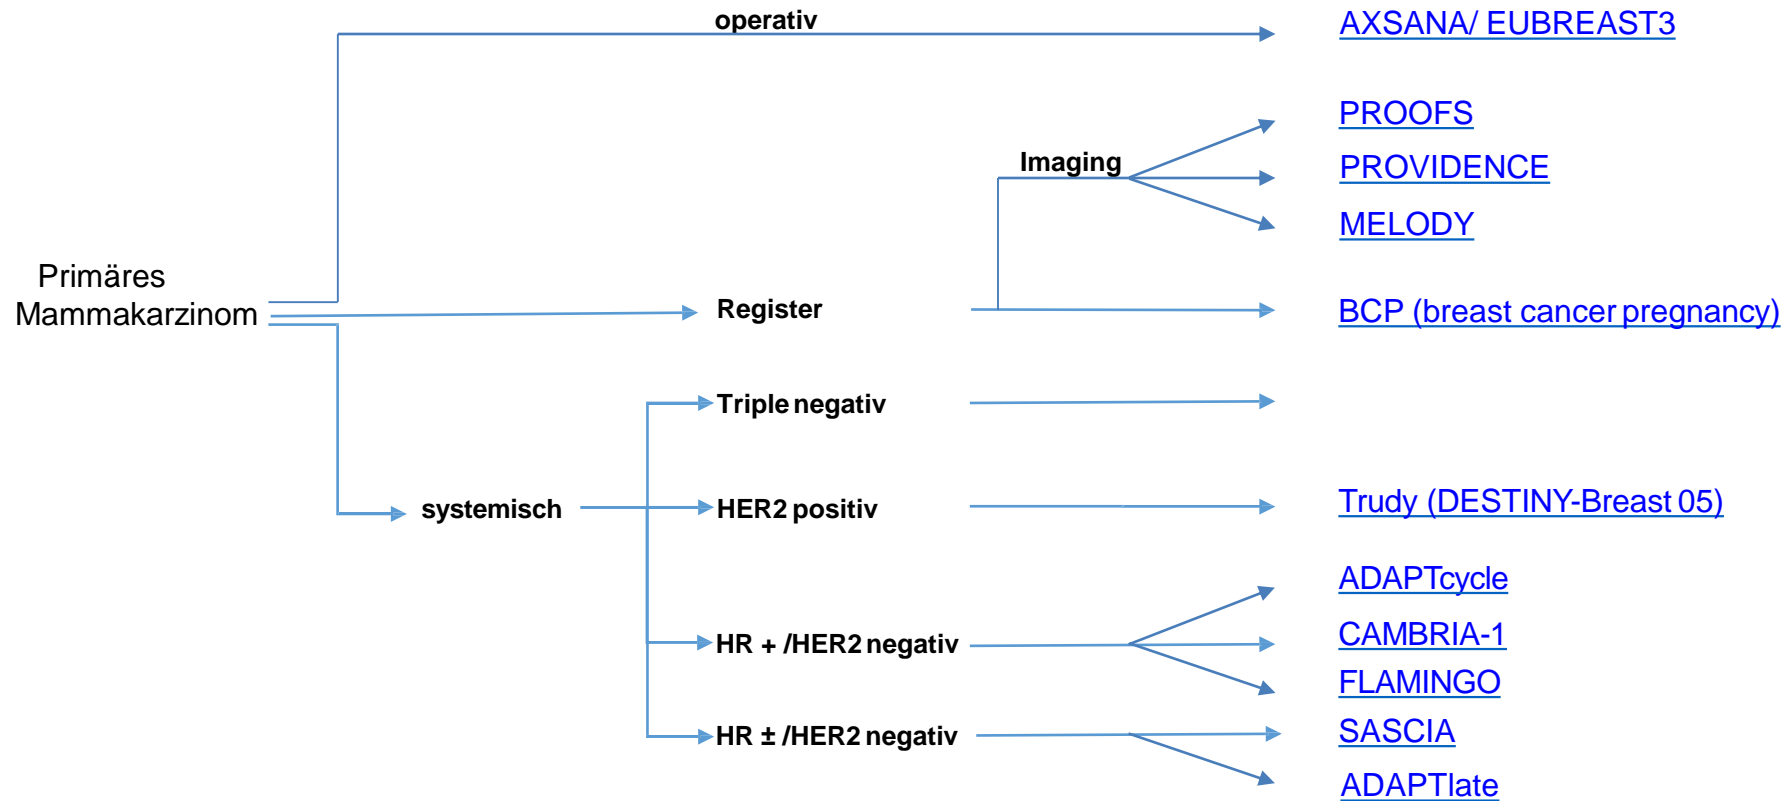 operativ
AXSANA/ EUBREAST3
PROOFS
Imaging
PROVIDENCE
MELODY
Primäres
Mammakarzinom
Register
BCP (breast cancer pregnancy)
Triple negativ
systemisch
HER2 positiv
Trudy (DESTINY-Breast 05)
ADAPTcycle
HR + /HER2 negativ
CAMBRIA-1
FLAMINGO
HR ± /HER2 negativ
SASCIA
ADAPTlate